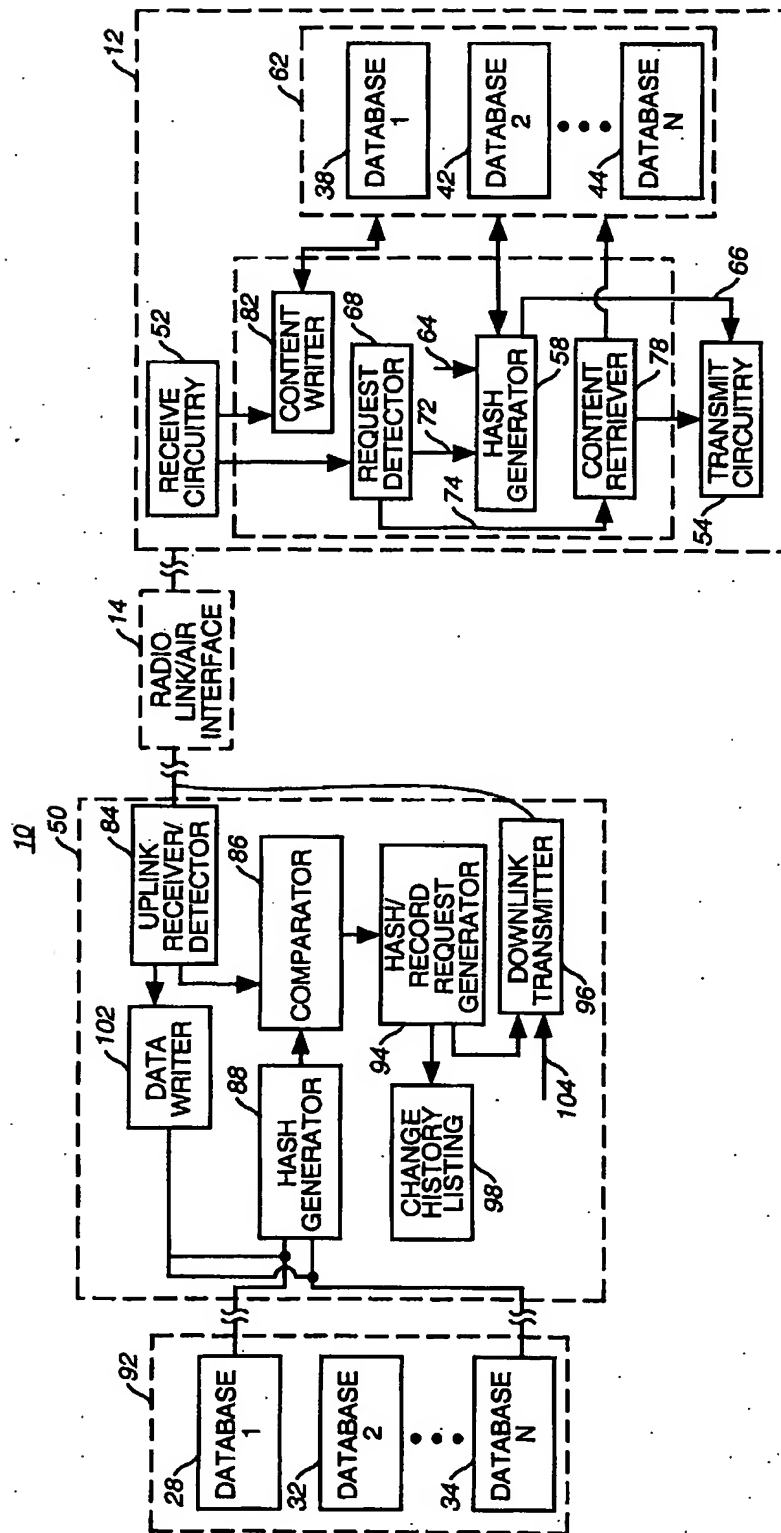 10
92
28
DATABASE
1
32
DATABASE
2
34
DATABASE
N
50
102
DATA
WRITER
84
UPLINK
RECEIVER/
DETECTOR
88
HASH
GENERATOR
86
COMPARATOR
98
CHANGE
HISTORY
LISTING
94
HASH/
RECORD
REQUEST
GENERATOR
96
DOWNLINK
TRANSMITTER
104
14
RADIO
LINK/AIR
INTERFACE
12
52
RECEIVE
CIRCUITRY
82
CONTENT
WRITER
68
REQUEST
DETECTOR
72
74
64
HASH
GENERATOR
58
CONTENT
RETRIEVER
78
54
TRANSMIT
CIRCUITRY
66
62
38
DATABASE
1
42
DATABASE
2
44
DATABASE
N